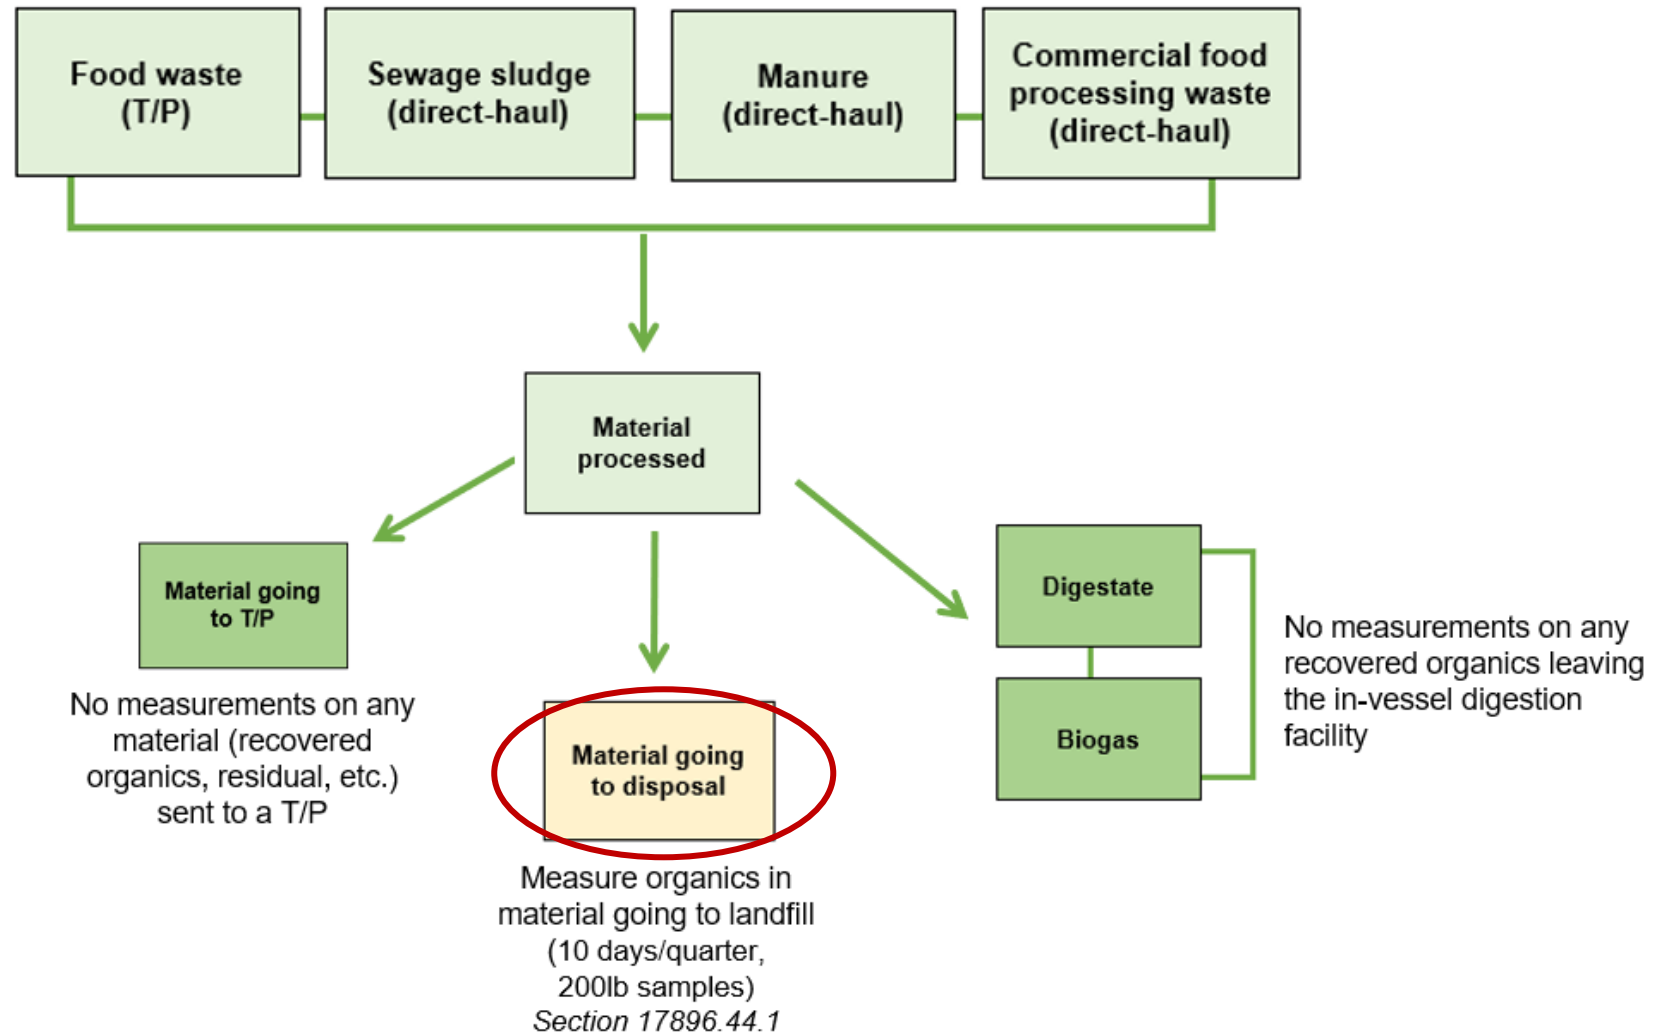 Food waste
(T/P)
Sewage sludge
(direct-haul)
Manure
(direct-haul)
Commercial food
processing waste
(direct-haul)
Material
processed
Material going
to T/P
No measurements on any
material (recovered
organics, residual, etc.)
sent to a T/P
Material going
to disposal
Measure organics in
material going to landfill
(10 days/quarter,
200lb samples)
Section 17896.44.1
Digestate
Biogas
No measurements on any
recovered organics leaving
the in-vessel digestion
facility